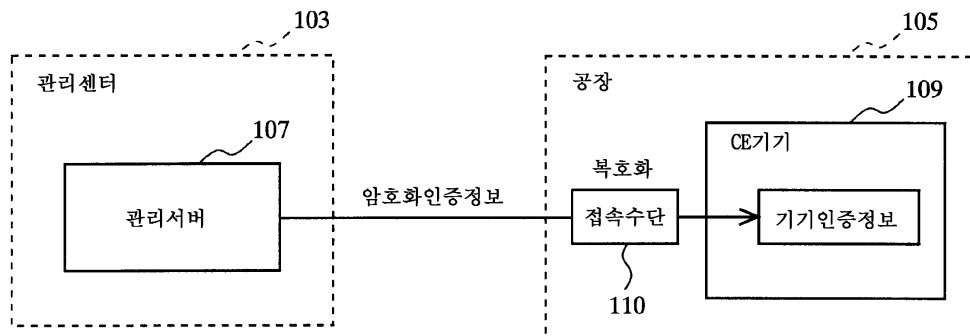 103
105
관리센터
공장
109
107
CE기기
복호화
암호화인증정보
관리서버
접속수단
기기인증정보
110